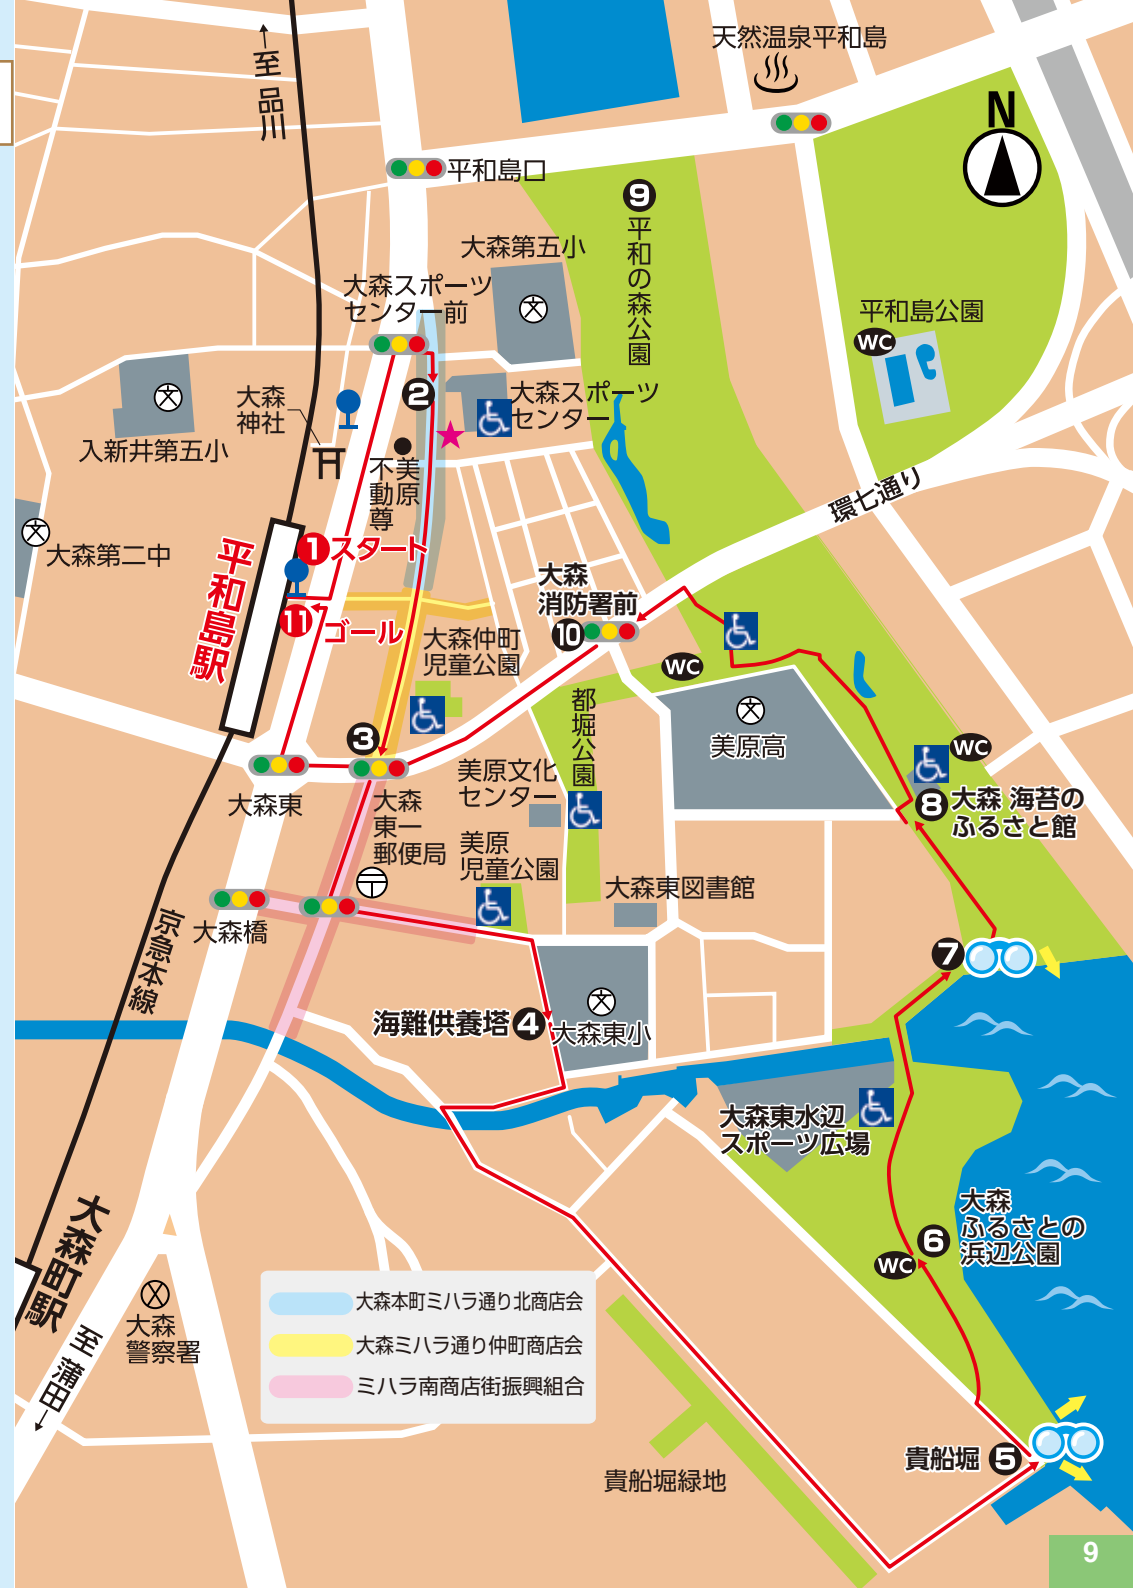 天然温泉平和島
至 品川
N
平和島口
9
平和の森公園
大森第五小
文
大森スポーツ
センター前
平和島公園
WC
2
大森スポーツ
センター
大森
神社
文
入新井第五小
美原
不動尊
環七通り
文
大森第二中
1 スタート
平和島駅
11 ゴール
大森
消防署前
10
大森仲町
児童公園
WC
都堀公園
文
美原高
3
WC
美原文化
センター
大森東
大森
東一
郵便局
8 大森 海苔の
ふるさと館
美原
児童公園
大森東図書館
大森橋
京急本線
7
海難供養塔 4
文
大森東小
大森東水辺
スポーツ広場
大森町駅
6
大森
ふるさとの
浜辺公園
WC
大森
警察署
至 蒲田
大森本町ミハラ通り北商店会
大森ミハラ通り仲町商店会
ミハラ南商店街振興組合
貴船堀 5
貴船堀緑地
9